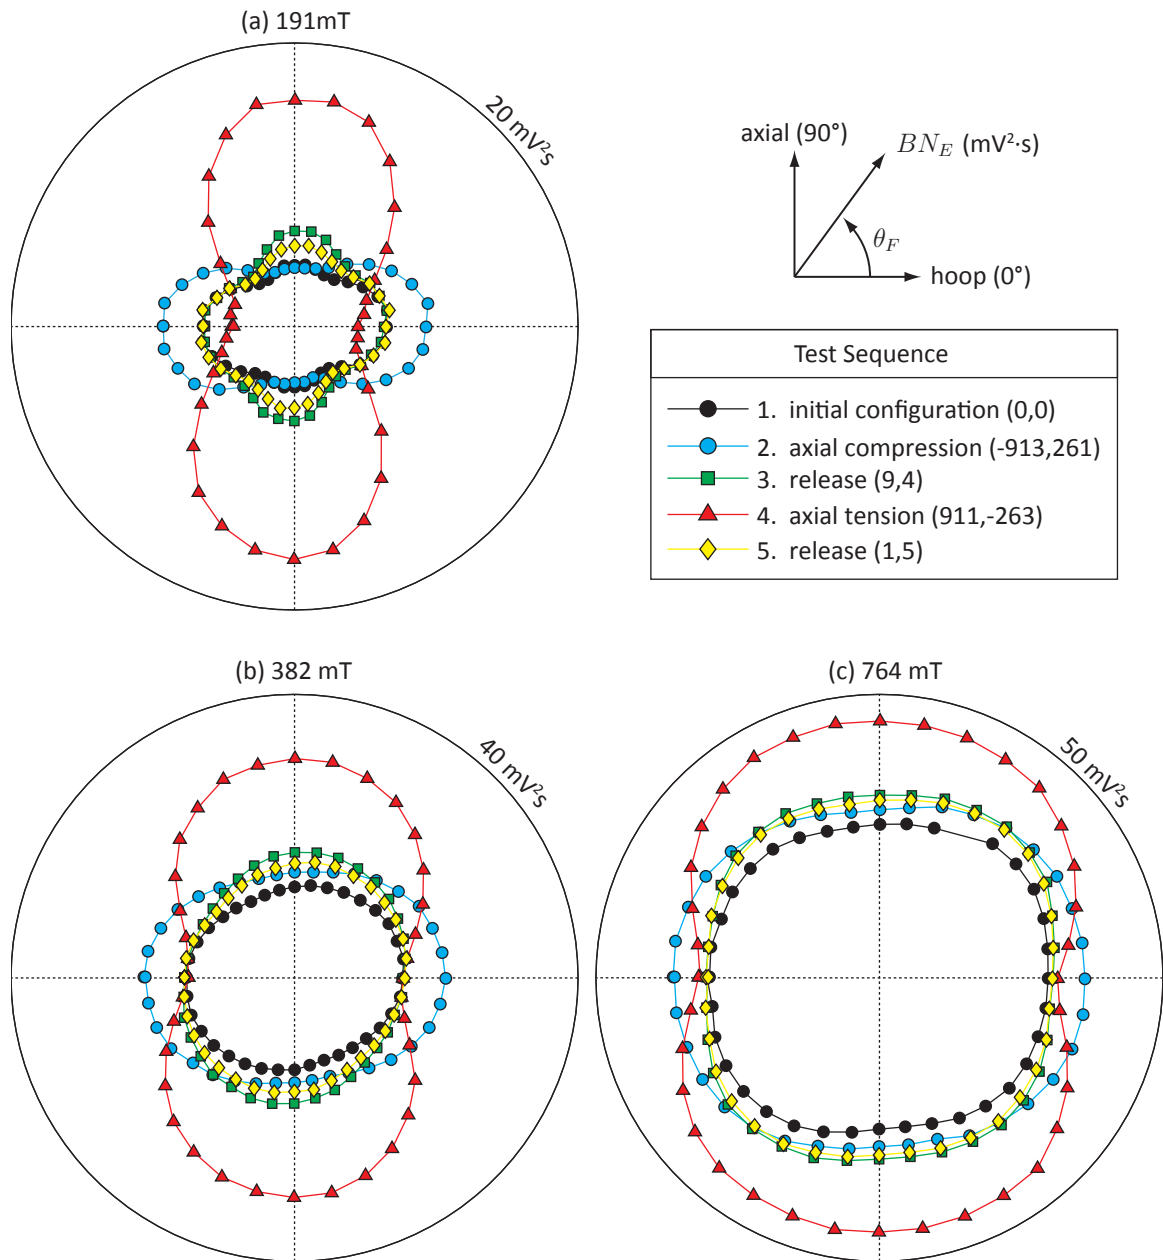 (a) 191mT
20 mV²s
axial (90°)
BN_E (mV²·s)
θ_F
hoop (0°)
Test Sequence
1. initial configuration (0,0)
2. axial compression (-913,261)
3. release (9,4)
4. axial tension (911,-263)
5. release (1,5)
(b) 382 mT
40 mV²s
(c) 764 mT
50 mV²s